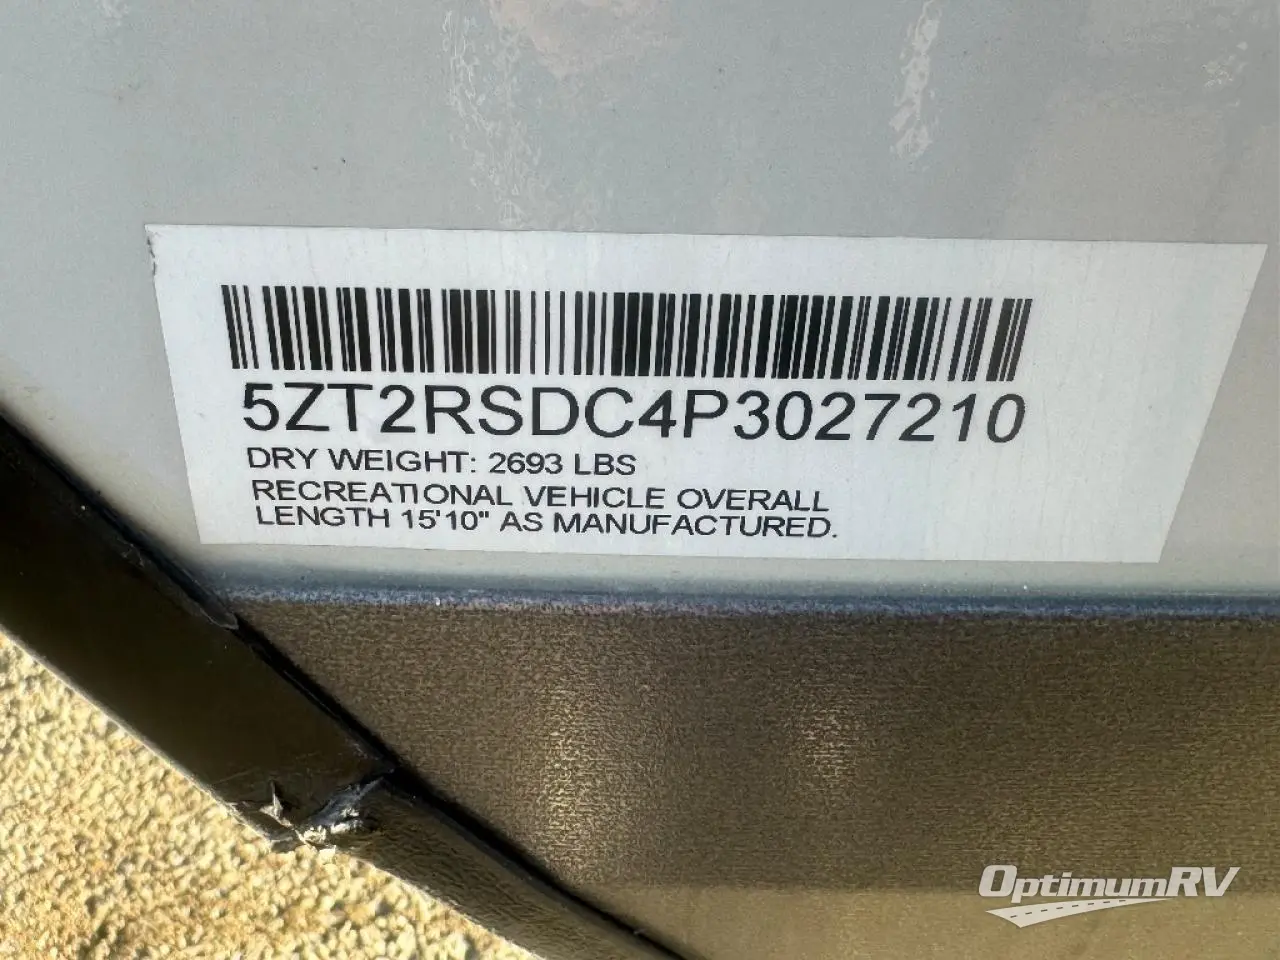 5ZT2RSDC4P3027210
DRY WEIGHT: 2693 LBS
RECREATIONAL VEHICLE OVERALL
LENGTH 15'10" AS MANUFACTURED.
OptimumRV